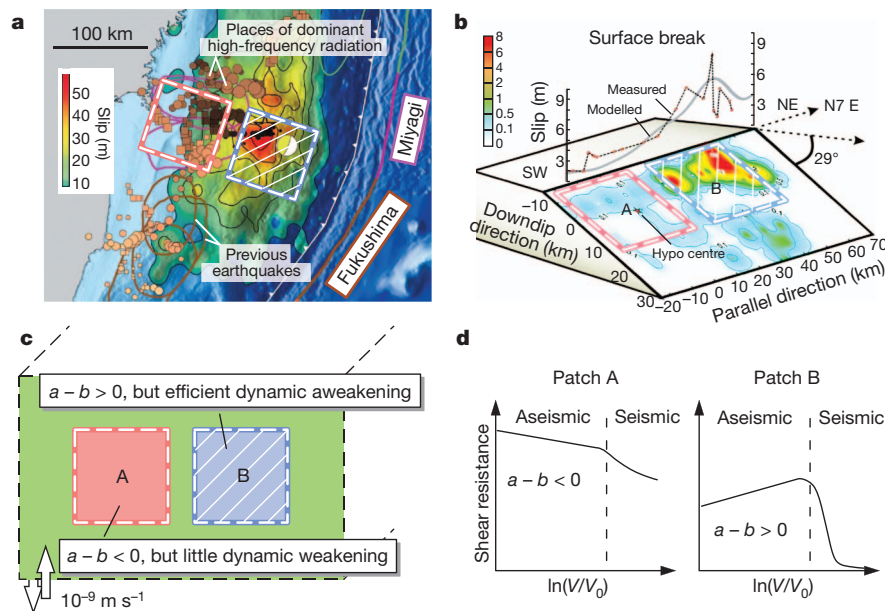 a
100 km
Places of dominant
high-frequency radiation
Slip (m)
50
40
30
20
10
Previous
earthquakes
Miyagi
Fukushima
b
8
6
4
2
1
0.5
0.1
0
Surface break
Slip (m)
9
6
3
Measured
Modelled
9
6
3
NE
N7 E
29°
SW
A
B
Hypo centre
–10
0
10
20
30
Downdip
direction
(km)
–20
–10
0
10
20
30
40
50
60
70
Parallel direction (km)
c
a – b > 0, but efficient dynamic aweakening
A
B
a – b < 0, but little dynamic weakening
10⁻⁹ m s⁻¹
d
Patch A
Patch B
Aseismic
Seismic
Aseismic
Seismic
Shear resistance
a – b < 0
a – b > 0
ln(V/V₀)
ln(V/V₀)